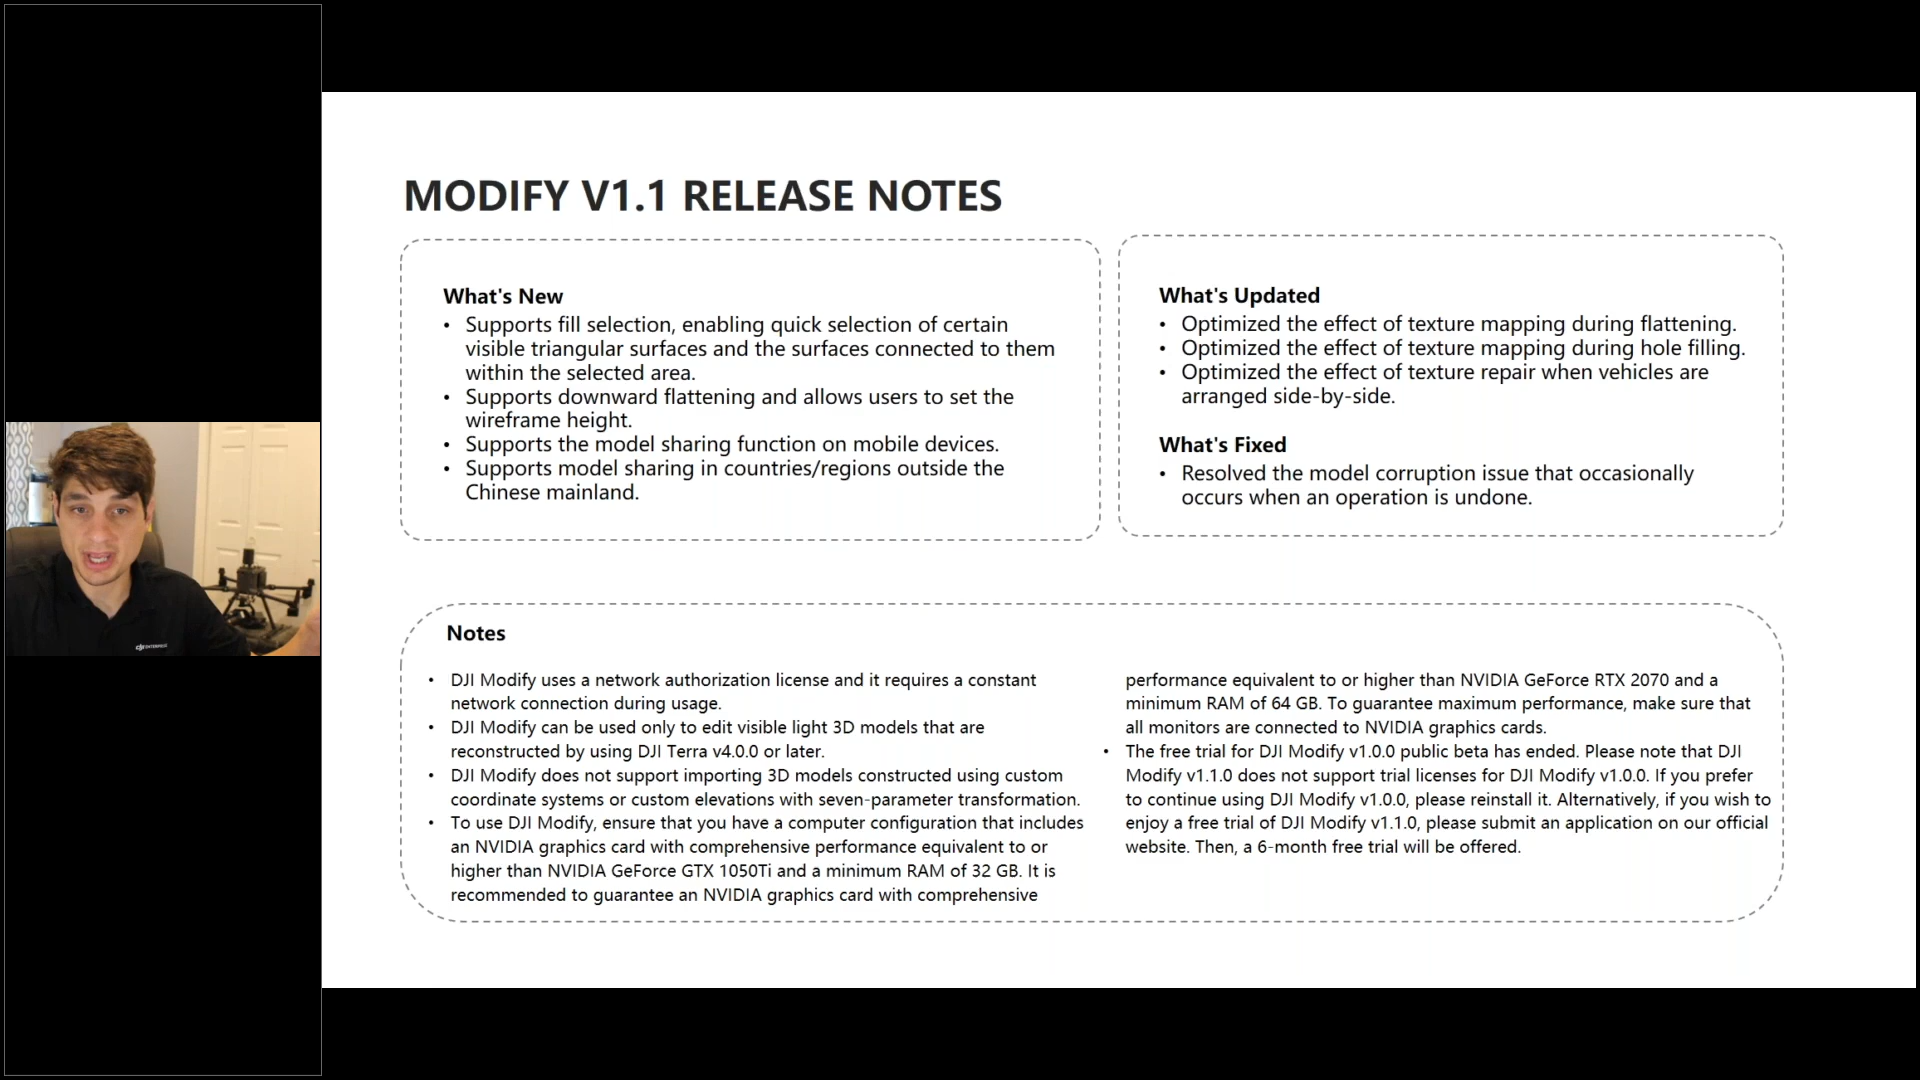 MODIFY V1.1 RELEASE NOTES
What's New
• Supports fill selection, enabling quick selection of certain
visible triangular surfaces and the surfaces connected to them
within the selected area.
• Supports downward flattening and allows users to set the
wireframe height.
• Supports the model sharing function on mobile devices.
• Supports model sharing in countries/regions outside the
Chinese mainland.
What's Updated
• Optimized the effect of texture mapping during flattening.
• Optimized the effect of texture mapping during hole filling.
• Optimized the effect of texture repair when vehicles are
arranged side-by-side.
What's Fixed
• Resolved the model corruption issue that occasionally
occurs when an operation is undone.
Notes
• DJI Modify uses a network authorization license and it requires a constant
network connection during usage.
• DJI Modify can be used only to edit visible light 3D models that are
reconstructed by using DJI Terra v4.0.0 or later.
• DJI Modify does not support importing 3D models constructed using custom
coordinate systems or custom elevations with seven-parameter transformation.
• To use DJI Modify, ensure that you have a computer configuration that includes
an NVIDIA graphics card with comprehensive performance equivalent to or
higher than NVIDIA GeForce GTX 1050Ti and a minimum RAM of 32 GB. It is
recommended to guarantee an NVIDIA graphics card with comprehensive
performance equivalent to or higher than NVIDIA GeForce RTX 2070 and a
minimum RAM of 64 GB. To guarantee maximum performance, make sure that
all monitors are connected to NVIDIA graphics cards.
• The free trial for DJI Modify v1.0.0 public beta has ended. Please note that DJI
Modify v1.1.0 does not support trial licenses for DJI Modify v1.0.0. If you prefer
to continue using DJI Modify v1.0.0, please reinstall it. Alternatively, if you wish to
enjoy a free trial of DJI Modify v1.1.0, please submit an application on our official
website. Then, a 6-month free trial will be offered.
dji ENTERPRISE